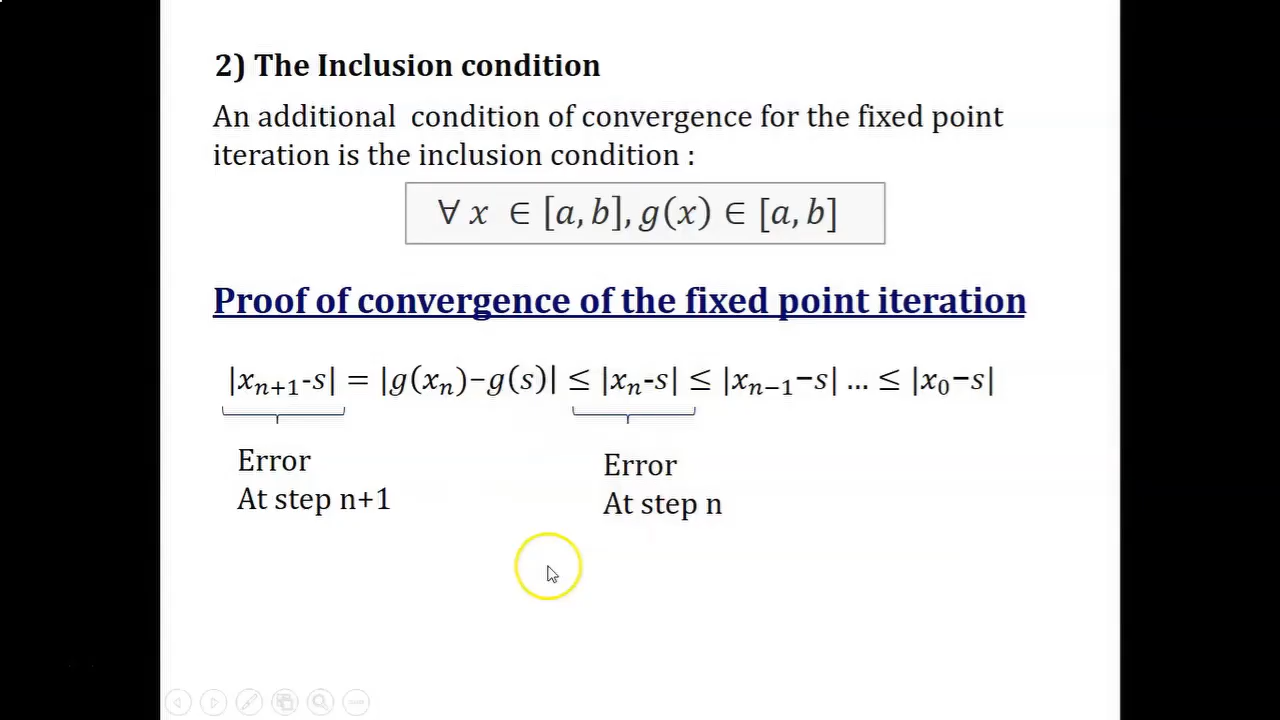 2) The Inclusion condition
An additional condition of convergence for the fixed point
iteration is the inclusion condition :
∀ x ∈ [a, b], g(x) ∈ [a, b]
Proof of convergence of the fixed point iteration
|xₙ₊₁-s| = |g(xₙ)−g(s)| ≤ |xₙ-s| ≤ |xₙ₋₁−s| ... ≤ |x₀−s|
Error
At step n+1
Error
At step n